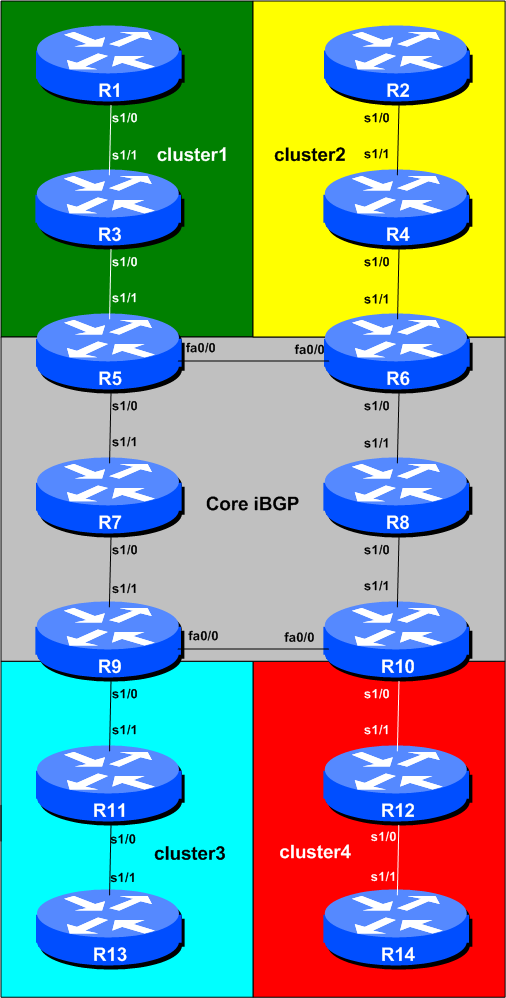 R1
R2
s1/0
s1/0
s1/1
cluster1
cluster2
s1/1
R3
R4
s1/0
s1/0
s1/1
s1/1
fa0/0
fa0/0
R5
R6
s1/0
s1/0
s1/1
s1/1
Core iBGP
R7
R8
s1/0
s1/0
s1/1
s1/1
fa0/0
fa0/0
R9
R10
s1/0
s1/0
s1/1
s1/1
R11
R12
s1/0
s1/0
cluster3
cluster4
s1/1
s1/1
R13
R14